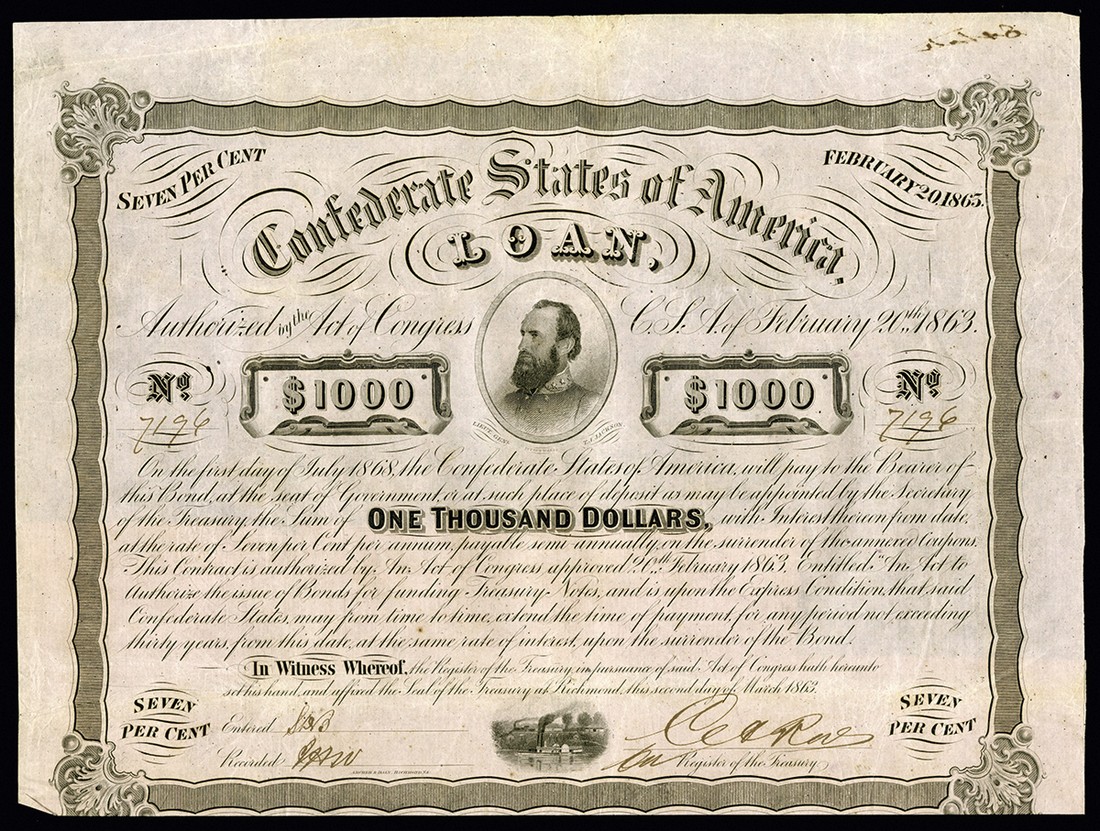 SEVEN PER CENT
FEBRUARY 20, 1863.
Confederate States of America
LOAN,
Authorized by the Act of Congress C.S.A. of February 20th 1863.
No $1000 $1000 No
7196 7196
LIEUT. GENL. T.J. JACKSON
On the first day of July 1868, the Confederate States of America, will pay to the Bearer of
this Bond, at the seat of Government, or at such place of deposit as may be appointed by the Secretary
of the Treasury, the Sum of ONE THOUSAND DOLLARS, with Interest thereon from date,
at the rate of Seven per Cent per annum, payable semi-annually, on the surrender of the annexed Coupons.
This Contract is authorized by An Act of Congress approved 20th February 1863, Entitled "An Act to
Authorize the issue of Bonds for funding Treasury Notes, and is upon the Express Condition, that said
Confederate States, may from time to time, extend the time of payment, for any period not exceeding
thirty years, from this date, at the same rate of interest, upon the surrender of the Bond.
In Witness Whereof, the Register of the Treasury in pursuance of said Act of Congress hath hereunto
set his hand, and affixed the Seal of the Treasury at Richmond, this second day of March 1863.
SEVEN PER CENT
SEVEN PER CENT
Entered
Recorded
Register of the Treasury
ARCHER & DALY, RICHMOND, VA.